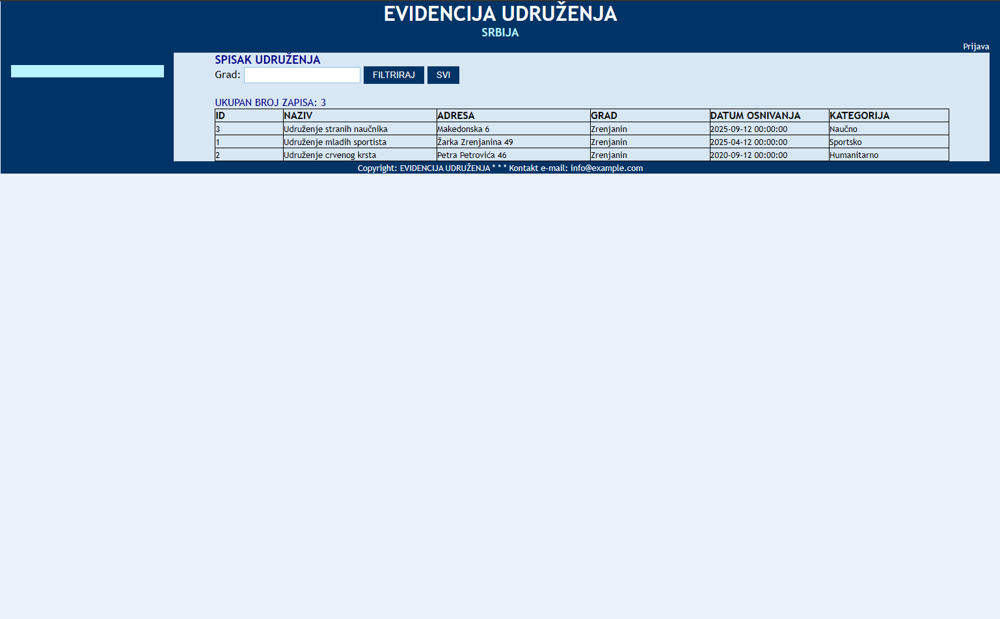 EVIDENCIJA UDRUŽENJA
SRBIJA
Prijava
SPISAK UDRUŽENJA
Grad: FILTRIRAJ SVI
UKUPAN BROJ ZAPISA: 3
ID NAZIV ADRESA GRAD DATUM OSNIVANJA KATEGORIJA
3 Udruženje stranih naučnika Makedonska 6 Zrenjanin 2025-09-12 00:00:00 Naučno
1 Udruženje mladih sportista Žarka Zrenjanina 49 Zrenjanin 2025-04-12 00:00:00 Sportsko
2 Udruženje crvenog krsta Petra Petrovića 46 Zrenjanin 2020-09-12 00:00:00 Humanitarno
Copyright: EVIDENCIJA UDRUŽENJA * * * Kontakt e-mail: info@example.com